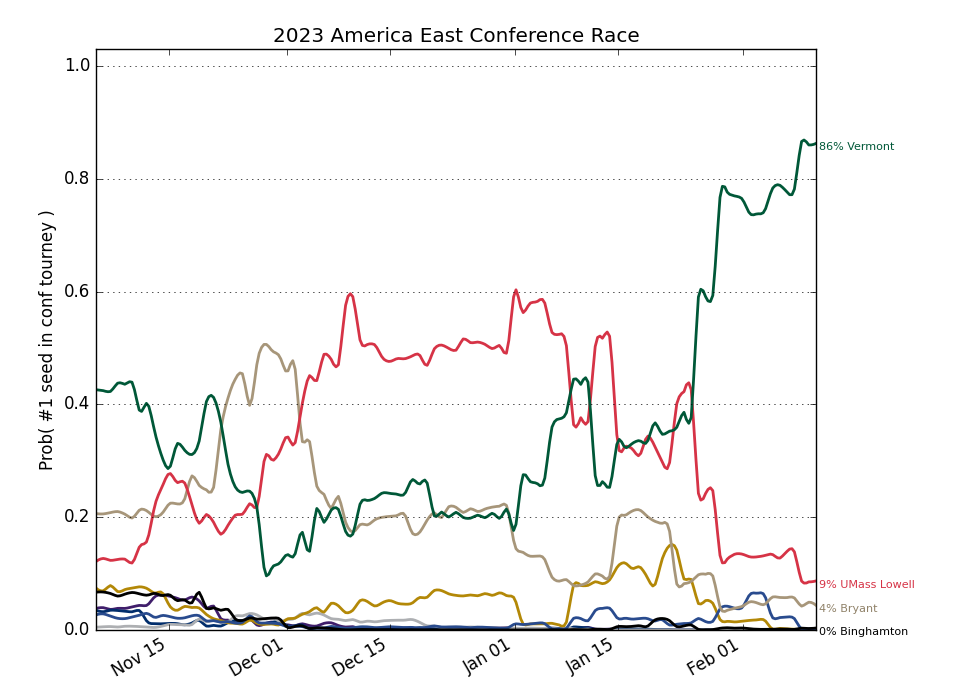 2023 America East Conference Race
Prob( #1 seed in conf tourney )
1.0
0.8
0.6
0.4
0.2
0.0
Nov 15
Dec 01
Dec 15
Jan 01
Jan 15
Feb 01
86% Vermont
9% UMass Lowell
4% Bryant
0% Binghamton